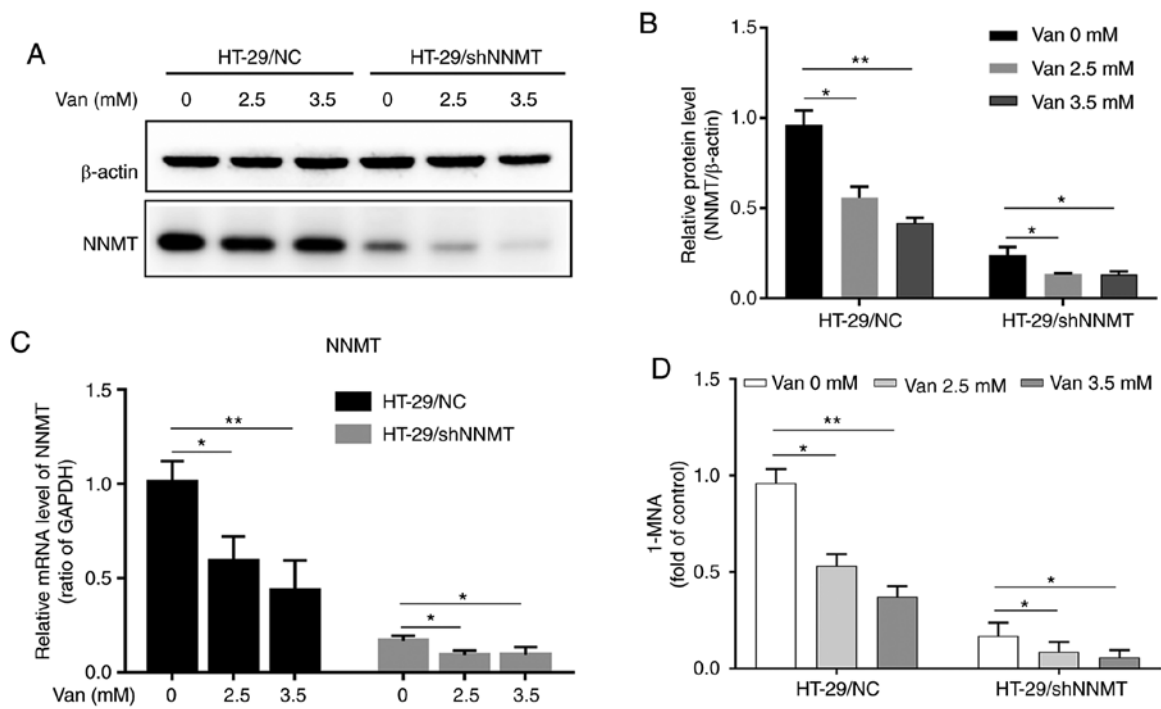 A
HT-29/NC HT-29/shNNMT
Van (mM) 0 2.5 3.5 0 2.5 3.5
β-actin
NNMT
B
Relative protein level
(NNMT/β-actin)
1.5
1.0
0.5
0.0
Van 0 mM
Van 2.5 mM
Van 3.5 mM
**
*
*
*
HT-29/NC HT-29/shNNMT
C
NNMT
Relative mRNA level of NNMT
(ratio of GAPDH)
1.5
1.0
0.5
0.0
HT-29/NC
HT-29/shNNMT
**
*
*
*
Van (mM) 0 2.5 3.5 0 2.5 3.5
D
Van 0 mM Van 2.5 mM Van 3.5 mM
1-MNA
(fold of control)
1.5
1.0
0.5
0.0
**
*
*
*
HT-29/NC HT-29/shNNMT